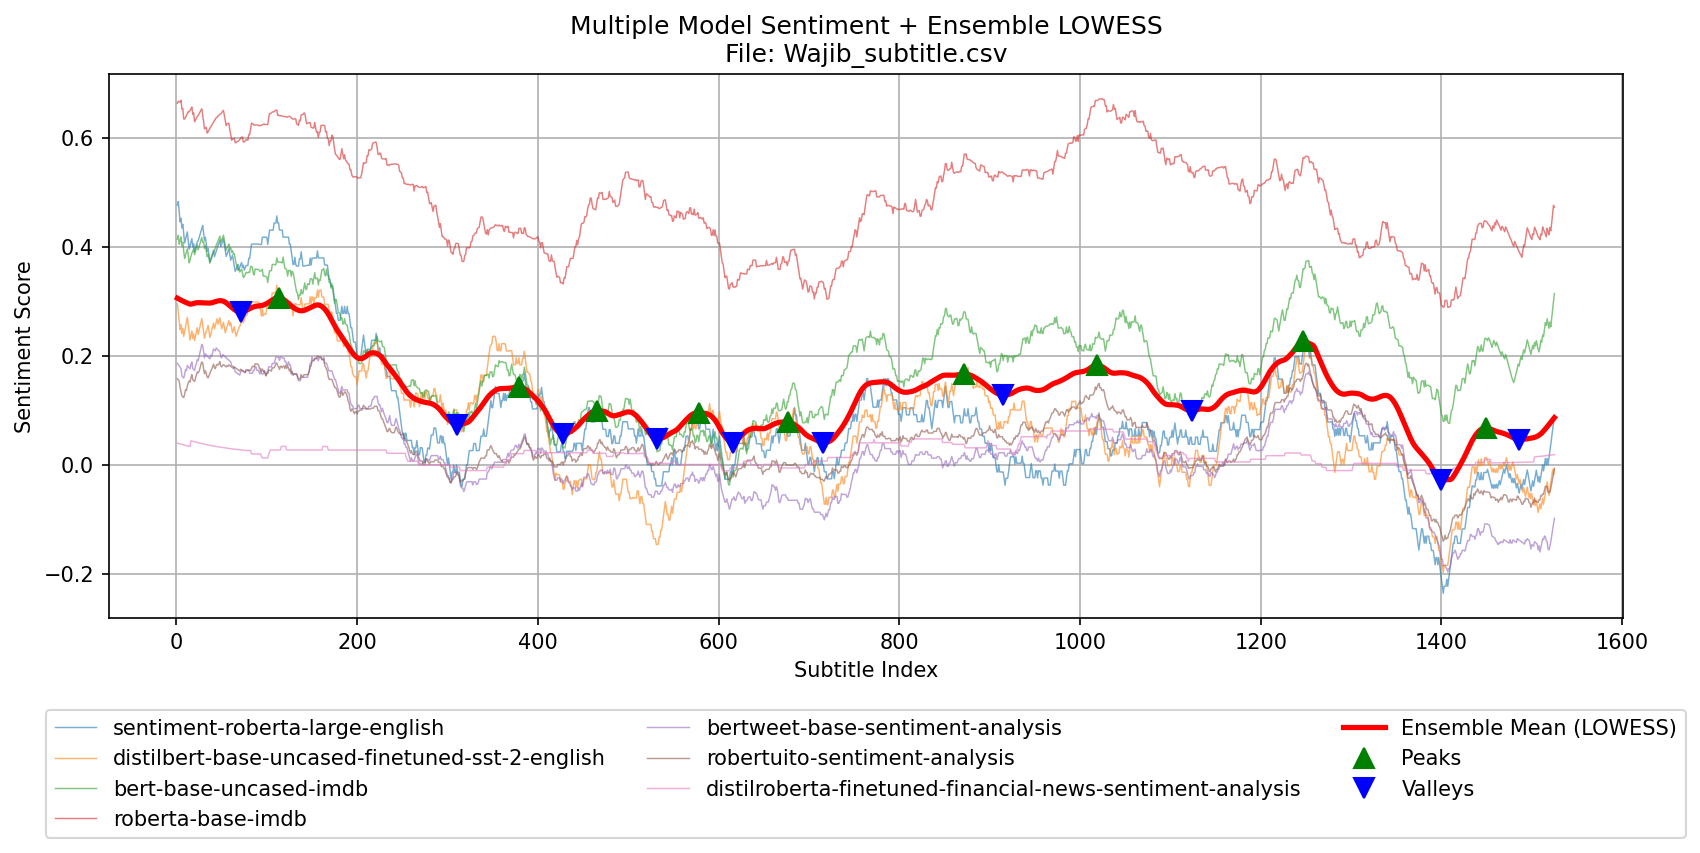 Multiple Model Sentiment + Ensemble LOWESS
File: Wajib_subtitle.csv
Sentiment Score
0.6
0.4
0.2
0.0
−0.2
0 200 400 600 800 1000 1200 1400 1600
Subtitle Index
sentiment-roberta-large-english
distilbert-base-uncased-finetuned-sst-2-english
bert-base-uncased-imdb
roberta-base-imdb
bertweet-base-sentiment-analysis
robertuito-sentiment-analysis
distilroberta-finetuned-financial-news-sentiment-analysis
Ensemble Mean (LOWESS)
Peaks
Valleys